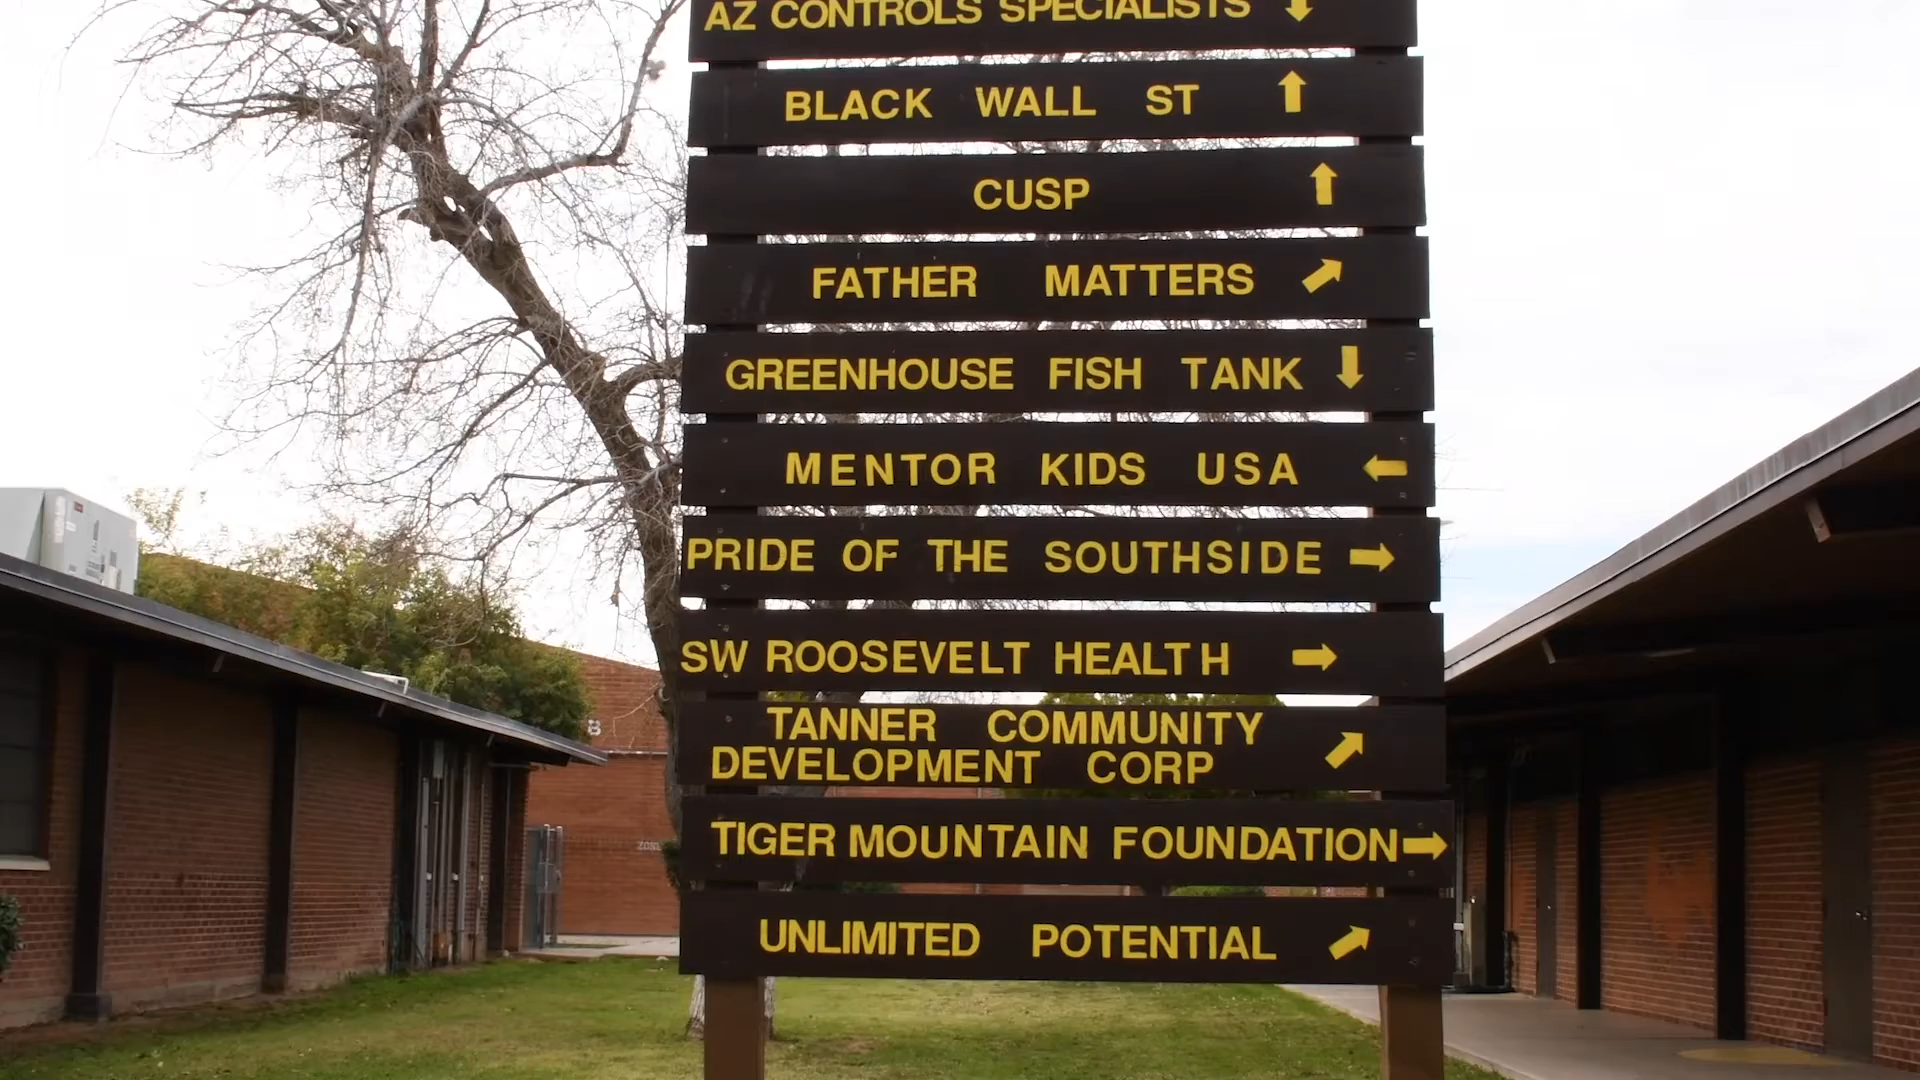 AZ CONTROLS SPECIALISTS ↓
BLACK WALL ST ↑
CUSP ↑
FATHER MATTERS ↗
GREENHOUSE FISH TANK ↓
MENTOR KIDS USA ←
PRIDE OF THE SOUTHSIDE →
SW ROOSEVELT HEALTH →
TANNER COMMUNITY
DEVELOPMENT CORP ↗
TIGER MOUNTAIN FOUNDATION →
UNLIMITED POTENTIAL ↗
B